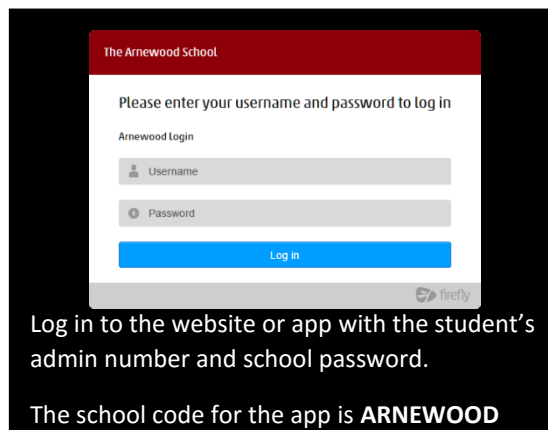 The Arnewood School
Please enter your username and password to log in
Arnewood Login
Username
Password
Log in
firefly
Log in to the website or app with the student’s
admin number and school password.
The school code for the app is ARNEWOOD